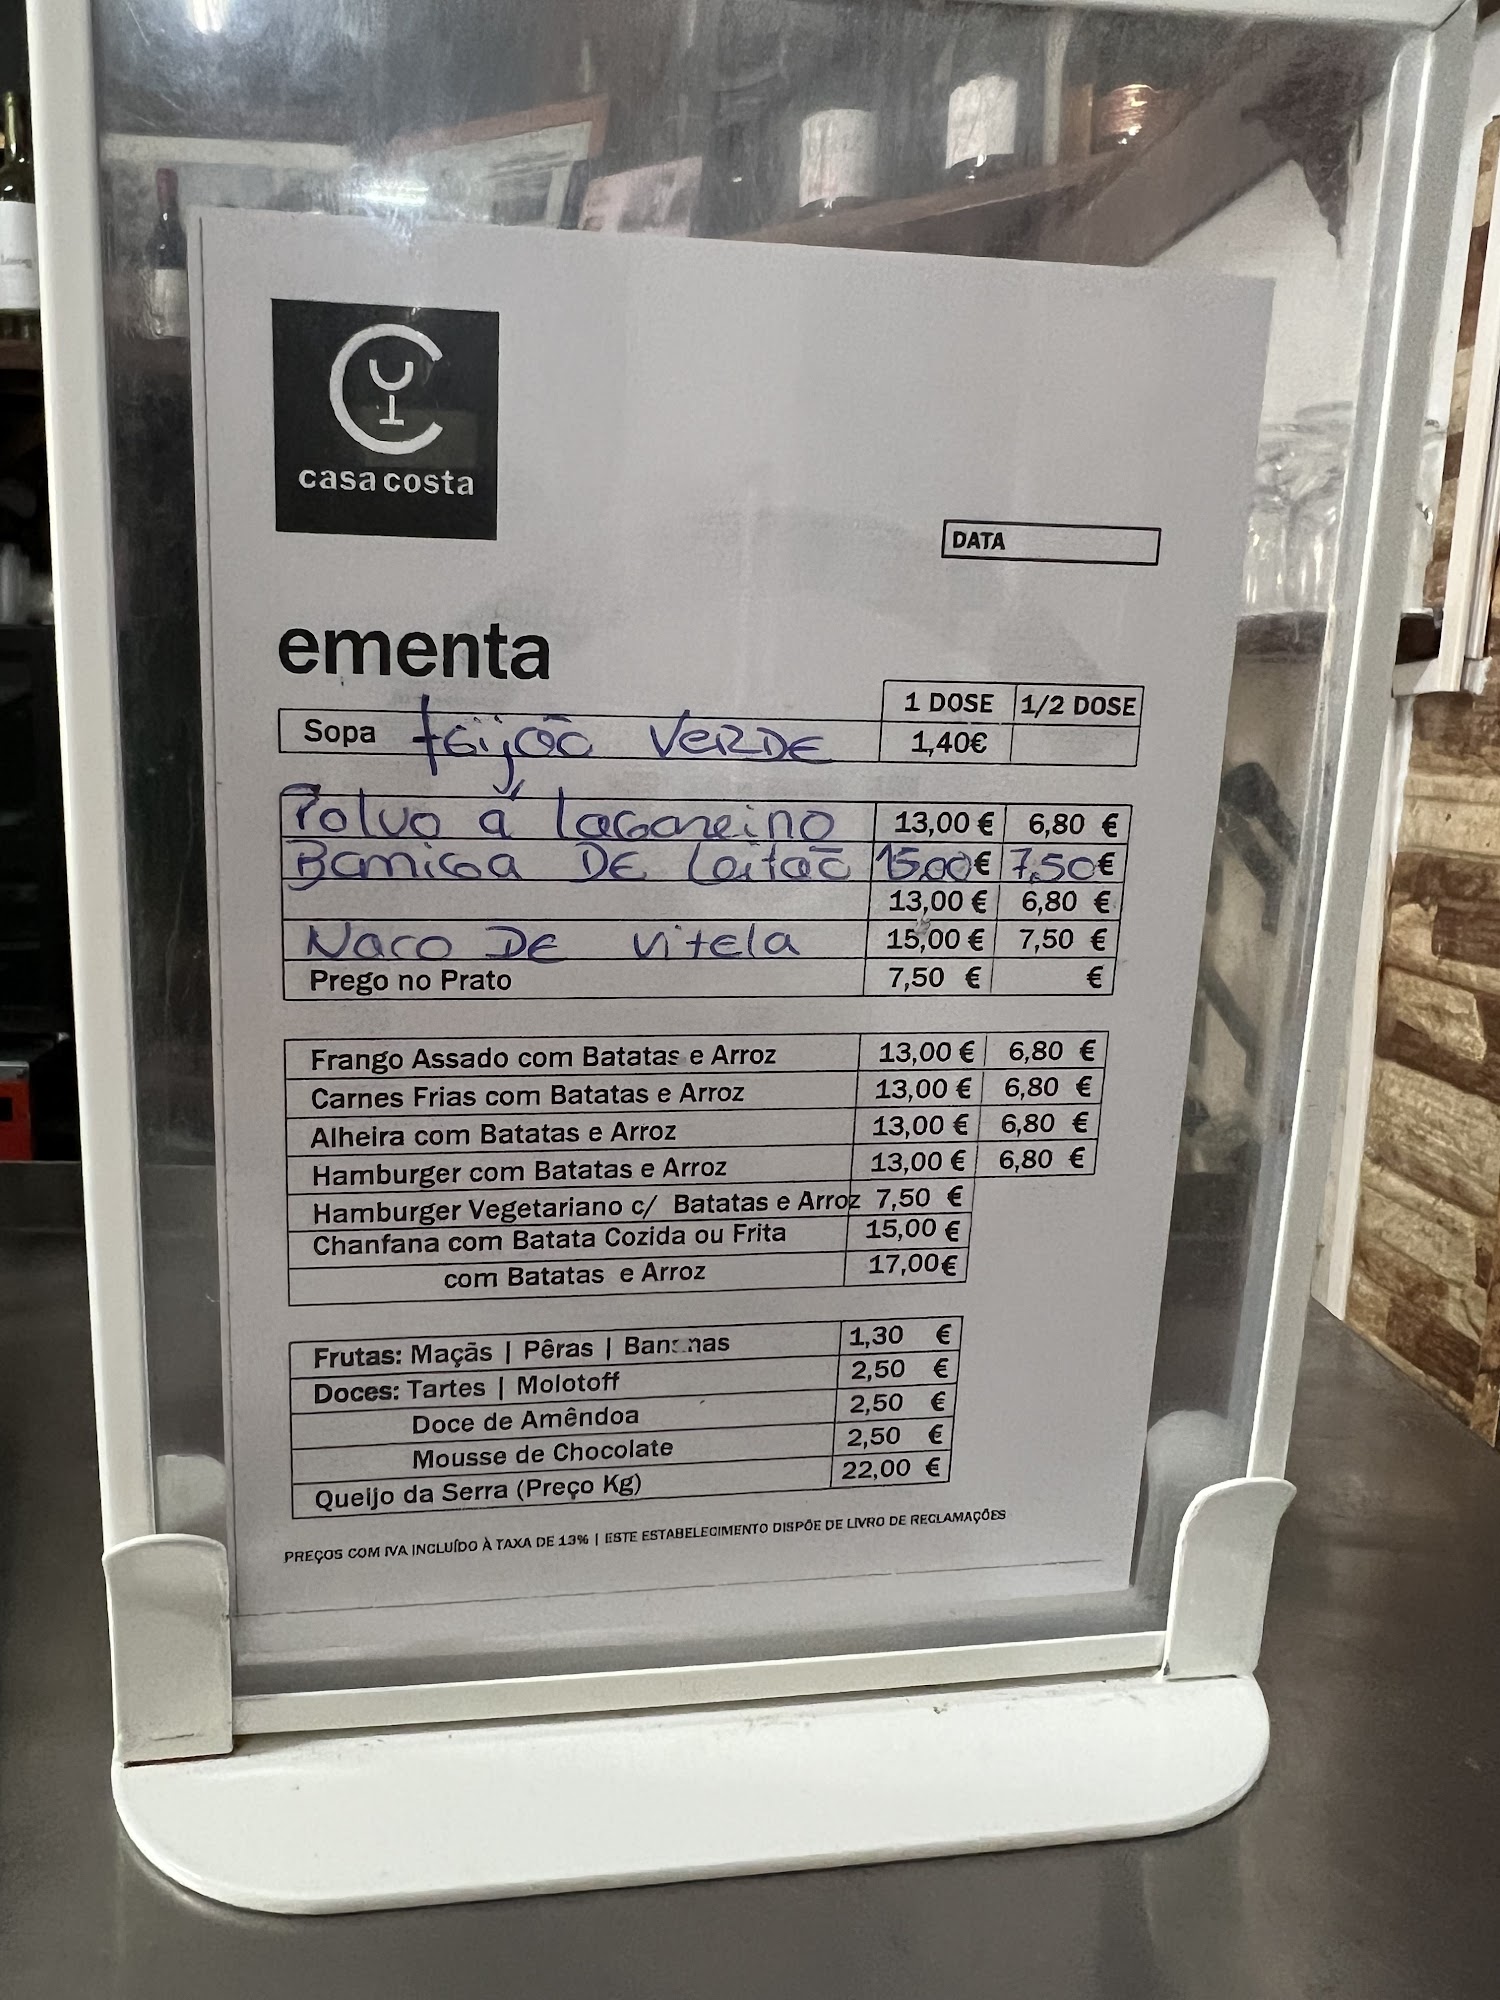 casa costa
DATA
ementa
1 DOSE 1/2 DOSE
Sopa feijão VERDE 1,40€
Polvo á lagareiro 13,00 € 6,80 €
Barriga DE Leitão 15,00€ 7,50€
13,00 € 6,80 €
Naco DE vitela 15,00 € 7,50 €
Prego no Prato 7,50 € €
Frango Assado com Batatas e Arroz 13,00 € 6,80 €
Carnes Frias com Batatas e Arroz 13,00 € 6,80 €
Alheira com Batatas e Arroz 13,00 € 6,80 €
Hamburger com Batatas e Arroz 13,00 € 6,80 €
Hamburger Vegetariano c/ Batatas e Arroz 7,50 €
Chanfana com Batata Cozida ou Frita 15,00 €
com Batatas e Arroz 17,00€
Frutas: Maçãs | Pêras | Bananas 1,30 €
Doces: Tartes | Molotoff 2,50 €
Doce de Amêndoa 2,50 €
Mousse de Chocolate 2,50 €
Queijo da Serra (Preço Kg) 22,00 €
PREÇOS COM IVA INCLUÍDO À TAXA DE 13% | ESTE ESTABELECIMENTO DISPÕE DE LIVRO DE RECLAMAÇÕES